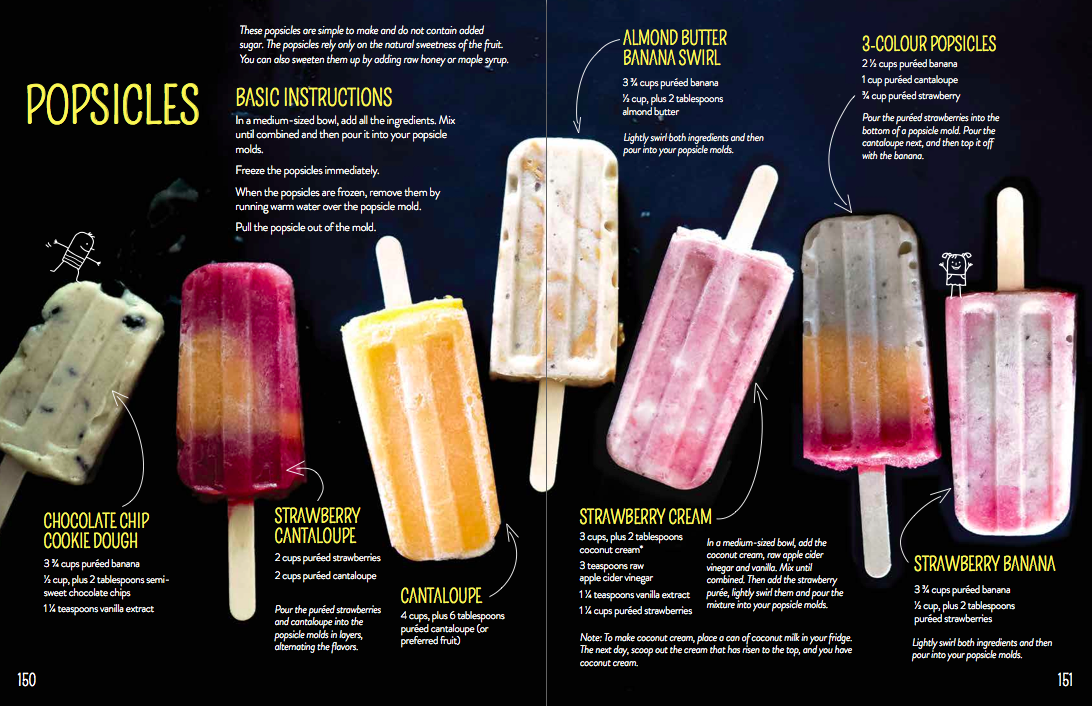 These popsicles are simple to make and do not contain added
sugar. The popsicles rely only on the natural sweetness of the fruit.
You can also sweeten them up by adding raw honey or maple syrup.
POPSICLES
BASIC INSTRUCTIONS
In a medium-sized bowl, add all the ingredients. Mix
until combined and then pour it into your popsicle
molds.
Freeze the popsicles immediately.
When the popsicles are frozen, remove them by
running warm water over the popsicle mold.
Pull the popsicle out of the mold.
CHOCOLATE CHIP
COOKIE DOUGH
3 ¾ cups puréed banana
⅓ cup, plus 2 tablespoons semi-
sweet chocolate chips
1 ¼ teaspoons vanilla extract
STRAWBERRY
CANTALOUPE
2 cups puréed strawberries
2 cups puréed cantaloupe
Pour the puréed strawberries
and cantaloupe into the
popsicle molds in layers,
alternating the flavors.
CANTALOUPE
4 cups, plus 6 tablespoons
puréed cantaloupe (or
preferred fruit)
150
ALMOND BUTTER
BANANA SWIRL
3 ¾ cups puréed banana
⅓ cup, plus 2 tablespoons
almond butter
Lightly swirl both ingredients and then
pour into your popsicle molds.
3-COLOUR POPSICLES
2 ½ cups puréed banana
1 cup puréed cantaloupe
¾ cup puréed strawberry
Pour the puréed strawberries into the
bottom of a popsicle mold. Pour the
cantaloupe next, and then top it off
with the banana.
STRAWBERRY CREAM
3 cups, plus 2 tablespoons
coconut cream*
3 teaspoons raw
apple cider vinegar
1 ¼ teaspoons vanilla extract
1 ¼ cups puréed strawberries
In a medium-sized bowl, add the
coconut cream, raw apple cider
vinegar and vanilla. Mix until
combined. Then add the strawberry
purée, lightly swirl them and pour the
mixture into your popsicle molds.
Note: To make coconut cream, place a can of coconut milk in your fridge.
The next day, scoop out the cream that has risen to the top, and you have
coconut cream.
STRAWBERRY BANANA
3 ¾ cups puréed banana
⅓ cup, plus 2 tablespoons
puréed strawberries
Lightly swirl both ingredients and then
pour into your popsicle molds.
151